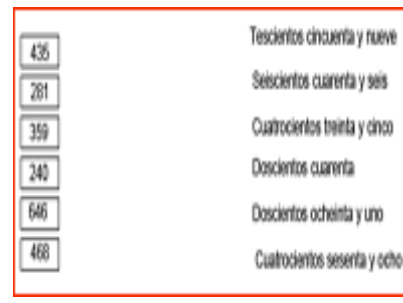 435 Tescientos cincuenta y nueve
281 Seiscientos cuarenta y seis
359 Cuatrocientos treinta y cinco
240 Doscientos cuarenta
646 Doscientos ocheinta y uno
468 Cuatrocientos sesenta y ocho